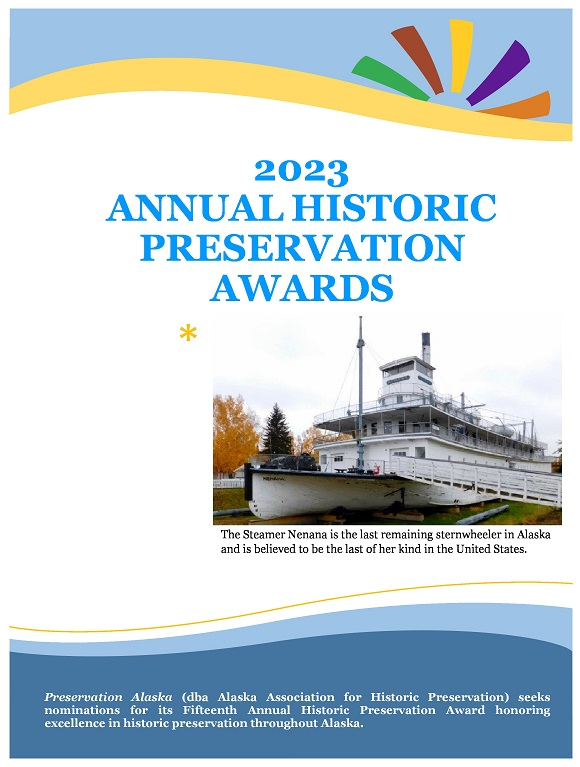 2023
ANNUAL HISTORIC
PRESERVATION
AWARDS
*
NENANA
The Steamer Nenana is the last remaining sternwheeler in Alaska
and is believed to be the last of her kind in the United States.
Preservation Alaska (dba Alaska Association for Historic Preservation) seeks
nominations for its Fifteenth Annual Historic Preservation Award honoring
excellence in historic preservation throughout Alaska.